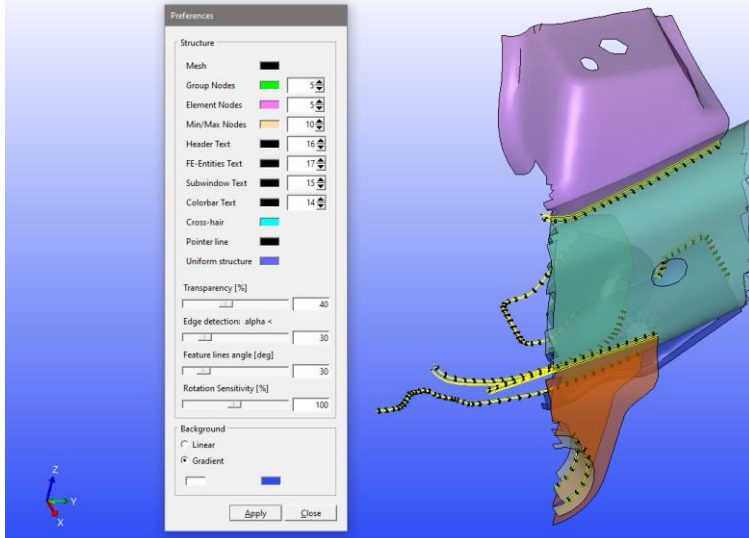 Preferences
Structure
Mesh
Group Nodes 5
Element Nodes 5
Min/Max Nodes 10
Header Text 16
FE-Entities Text 17
Subwindow Text 15
Colorbar Text 14
Cross-hair
Pointer line
Uniform structure
Transparency [%]
40
Edge detection: alpha <
30
Feature lines angle [deg]
30
Rotation Sensitivity [%]
100
Background
Linear
Gradient
Apply Close
Z
Y
X